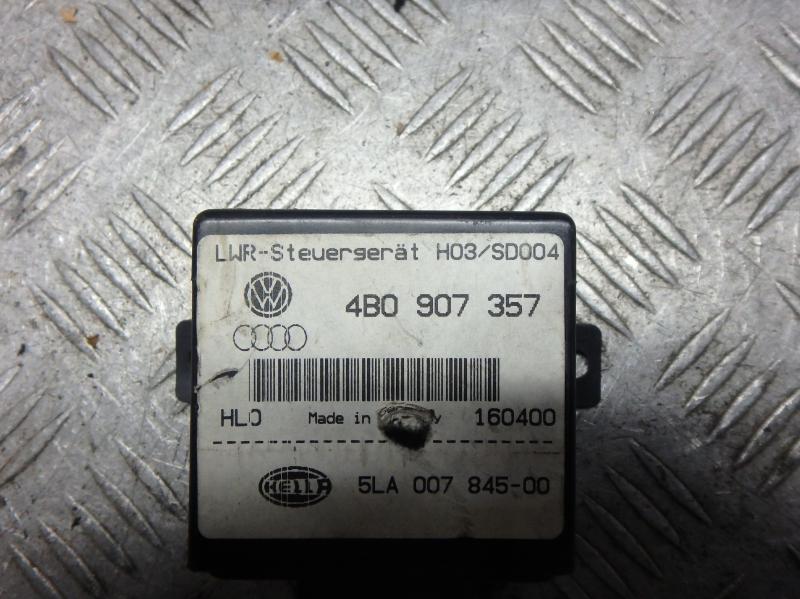 LWR-Steuergerät H03/SD004
4B0 907 357
HLO Made in 160400
HELLA 5LA 007 845-00